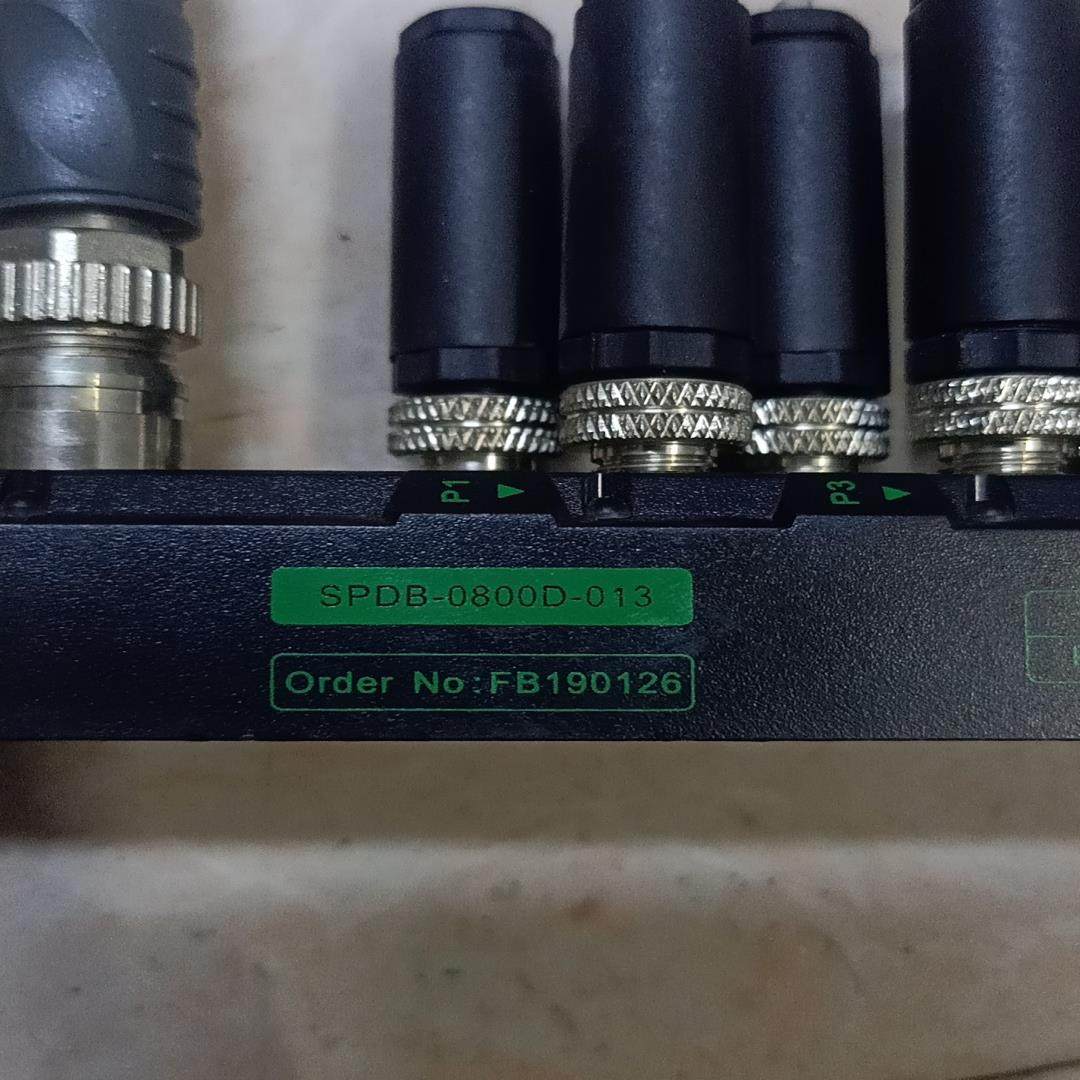 P1
P3
SPDB-0800D-013
Order No:FB190126